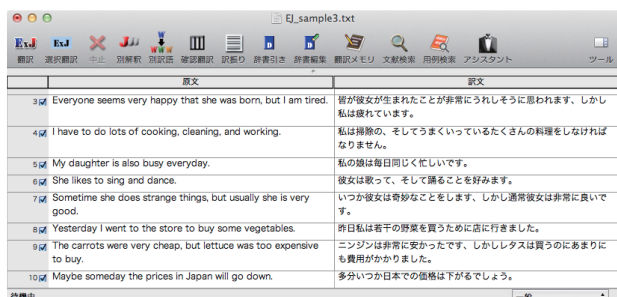 EJ_sample3.txt
翻訳 選択翻訳 中止 別解釈 別訳語 確認翻訳 訳振り 辞書引き 辞書編集 翻訳メモリ 文献検索 用例検索 アシスタント ツール
原文 訳文
3 Everyone seems very happy that she was born, but I am tired. 皆が彼女が生まれたことが非常にうれしそうに思われます、しかし
私は疲れています。
4 I have to do lots of cooking, cleaning, and working. 私は掃除の、そしてうまくいっているたくさんの料理をしなければ
なりません。
5 My daughter is also busy everyday. 私の娘は毎日同じく忙しいです。
6 She likes to sing and dance. 彼女は歌って、そして踊ることを好みます。
7 Sometime she does strange things, but usually she is very いつか彼女は奇妙なことをします、しかし通常彼女は非常に良いで
good. す。
8 Yesterday I went to the store to buy some vegetables. 昨日私は若干の野菜を買うために店に行きました。
9 The carrots were very cheap, but lettuce was too expensive ニンジンは非常に安かったです、しかしレタスは買うのにあまりに
to buy. も費用がかかりました。
10 Maybe someday the prices in Japan will go down. 多分いつか日本での価格は下がるでしょう。
待機中 一般